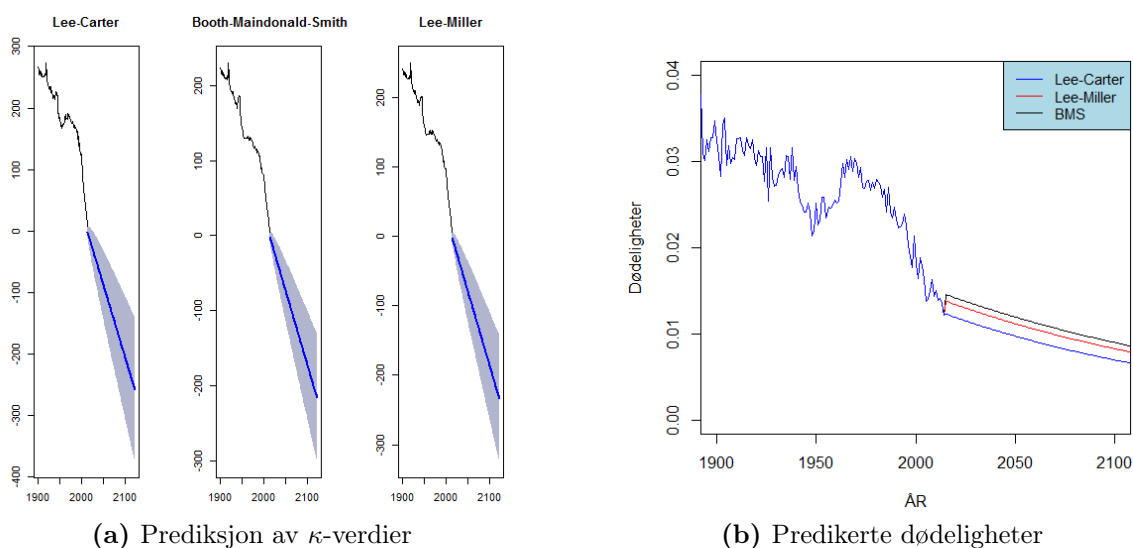 Lee-Carter
Booth-Maindonald-Smith
Lee-Miller
300
200
100
0
-100
-200
-300
-400
1900 2000 2100
200
100
0
-100
-200
-300
1900 2000 2100
200
100
0
-100
-200
-300
1900 2000 2100
(a) Prediksjon av κ-verdier
Lee-Carter
Lee-Miller
BMS
Dødeligheter
0.04
0.03
0.02
0.01
0.00
1900 1950 2000 2050 2100
ÅR
(b) Predikerte dødeligheter